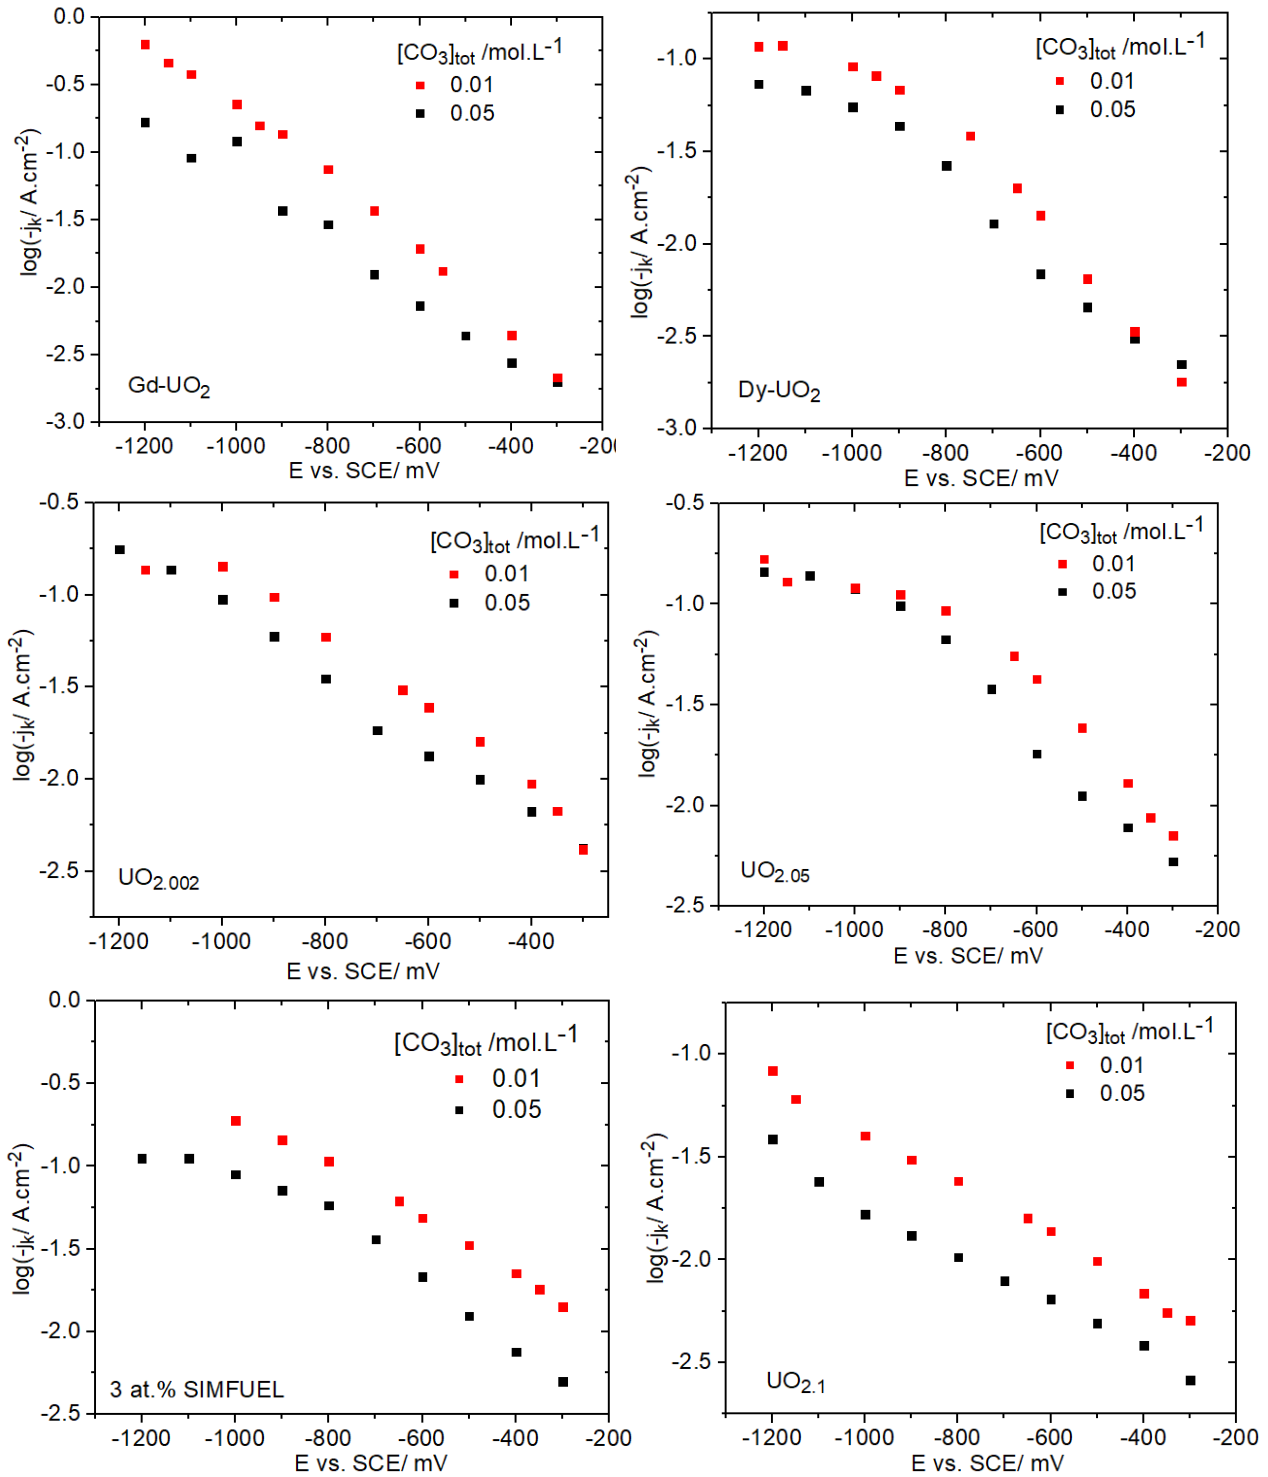 0.0
-0.5
-1.0
-1.5
-2.0
-2.5
-3.0
log(-jk/ A.cm-2)
[CO3]tot /mol.L-1
0.01
0.05
Gd-UO2
-1200 -1000 -800 -600 -400 -200
E vs. SCE/ mV
-1.0
-1.5
-2.0
-2.5
-3.0
log(-jk/ A.cm-2)
[CO3]tot /mol.L-1
0.01
0.05
Dy-UO2
-1200 -1000 -800 -600 -400 -200
E vs. SCE/ mV
-0.5
-1.0
-1.5
-2.0
-2.5
log(-jk/ A.cm-2)
[CO3]tot /mol.L-1
0.01
0.05
UO2.002
-1200 -1000 -800 -600 -400
E vs. SCE/ mV
-0.5
-1.0
-1.5
-2.0
-2.5
log(-jk/ A.cm-2)
[CO3]tot /mol.L-1
0.01
0.05
UO2.05
-1200 -1000 -800 -600 -400 -200
E vs. SCE/ mV
0.0
-0.5
-1.0
-1.5
-2.0
-2.5
log(-jk/ A.cm-2)
[CO3]tot /mol.L-1
0.01
0.05
3 at.% SIMFUEL
-1200 -1000 -800 -600 -400 -200
E vs. SCE/ mV
-1.0
-1.5
-2.0
-2.5
log(-jk/ A.cm-2)
[CO3]tot /mol.L-1
0.01
0.05
UO2.1
-1200 -1000 -800 -600 -400 -200
E vs. SCE/ mV